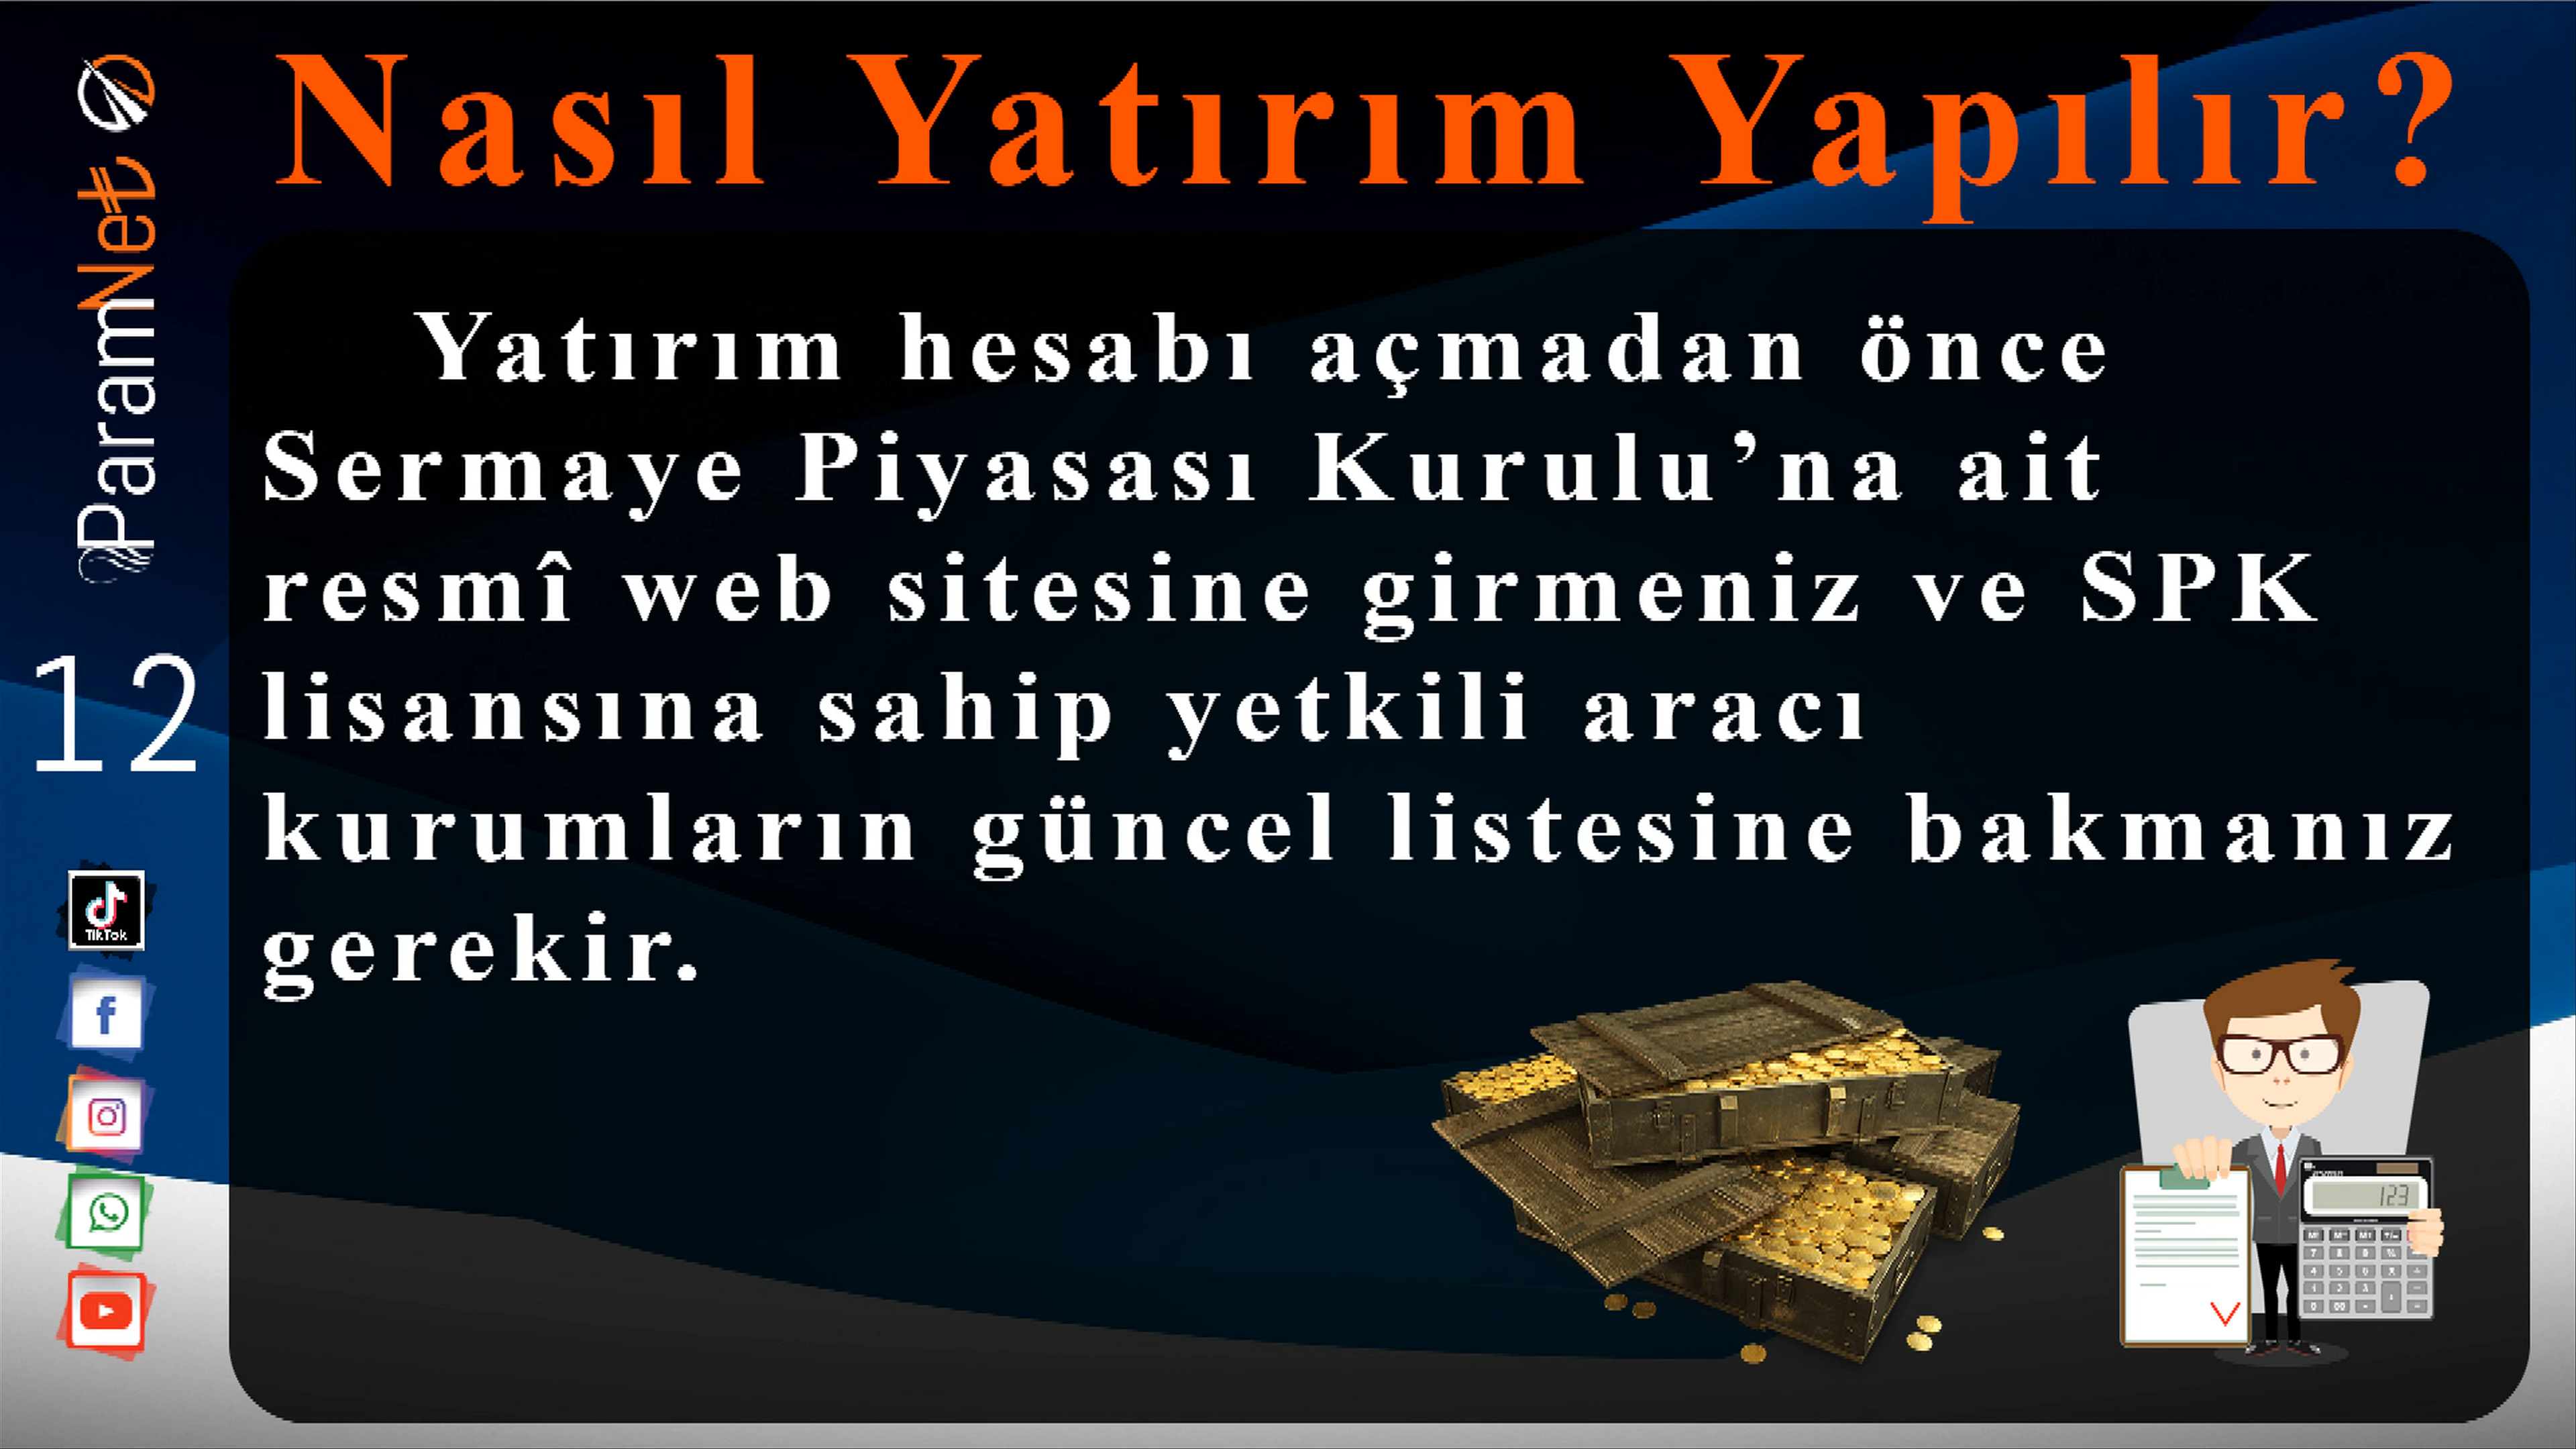 Nasıl Yatırım Yapılır?
ParamNet
12
Yatırım hesabı açmadan önce
Sermaye Piyasası Kurulu’na ait
resmî web sitesine girmeniz ve SPK
lisansına sahip yetkili aracı
kurumların güncel listesine bakmanız
gerekir.
TikTok
123